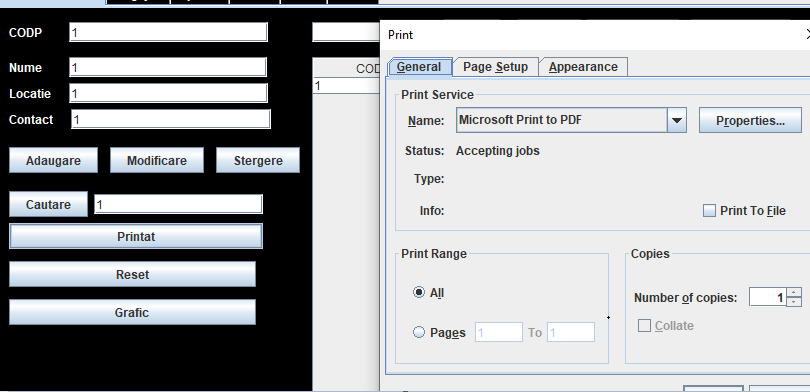 CODP 1
Nume 1
Locatie 1
Contact 1
Adaugare Modificare Stergere
Cautare 1
Printat
Reset
Grafic
COD
1
Print
General Page Setup Appearance
Print Service
Name: Microsoft Print to PDF Properties...
Status: Accepting jobs
Type:
Info: Print To File
Print Range
All
Pages 1 To 1
Copies
Number of copies: 1
Collate